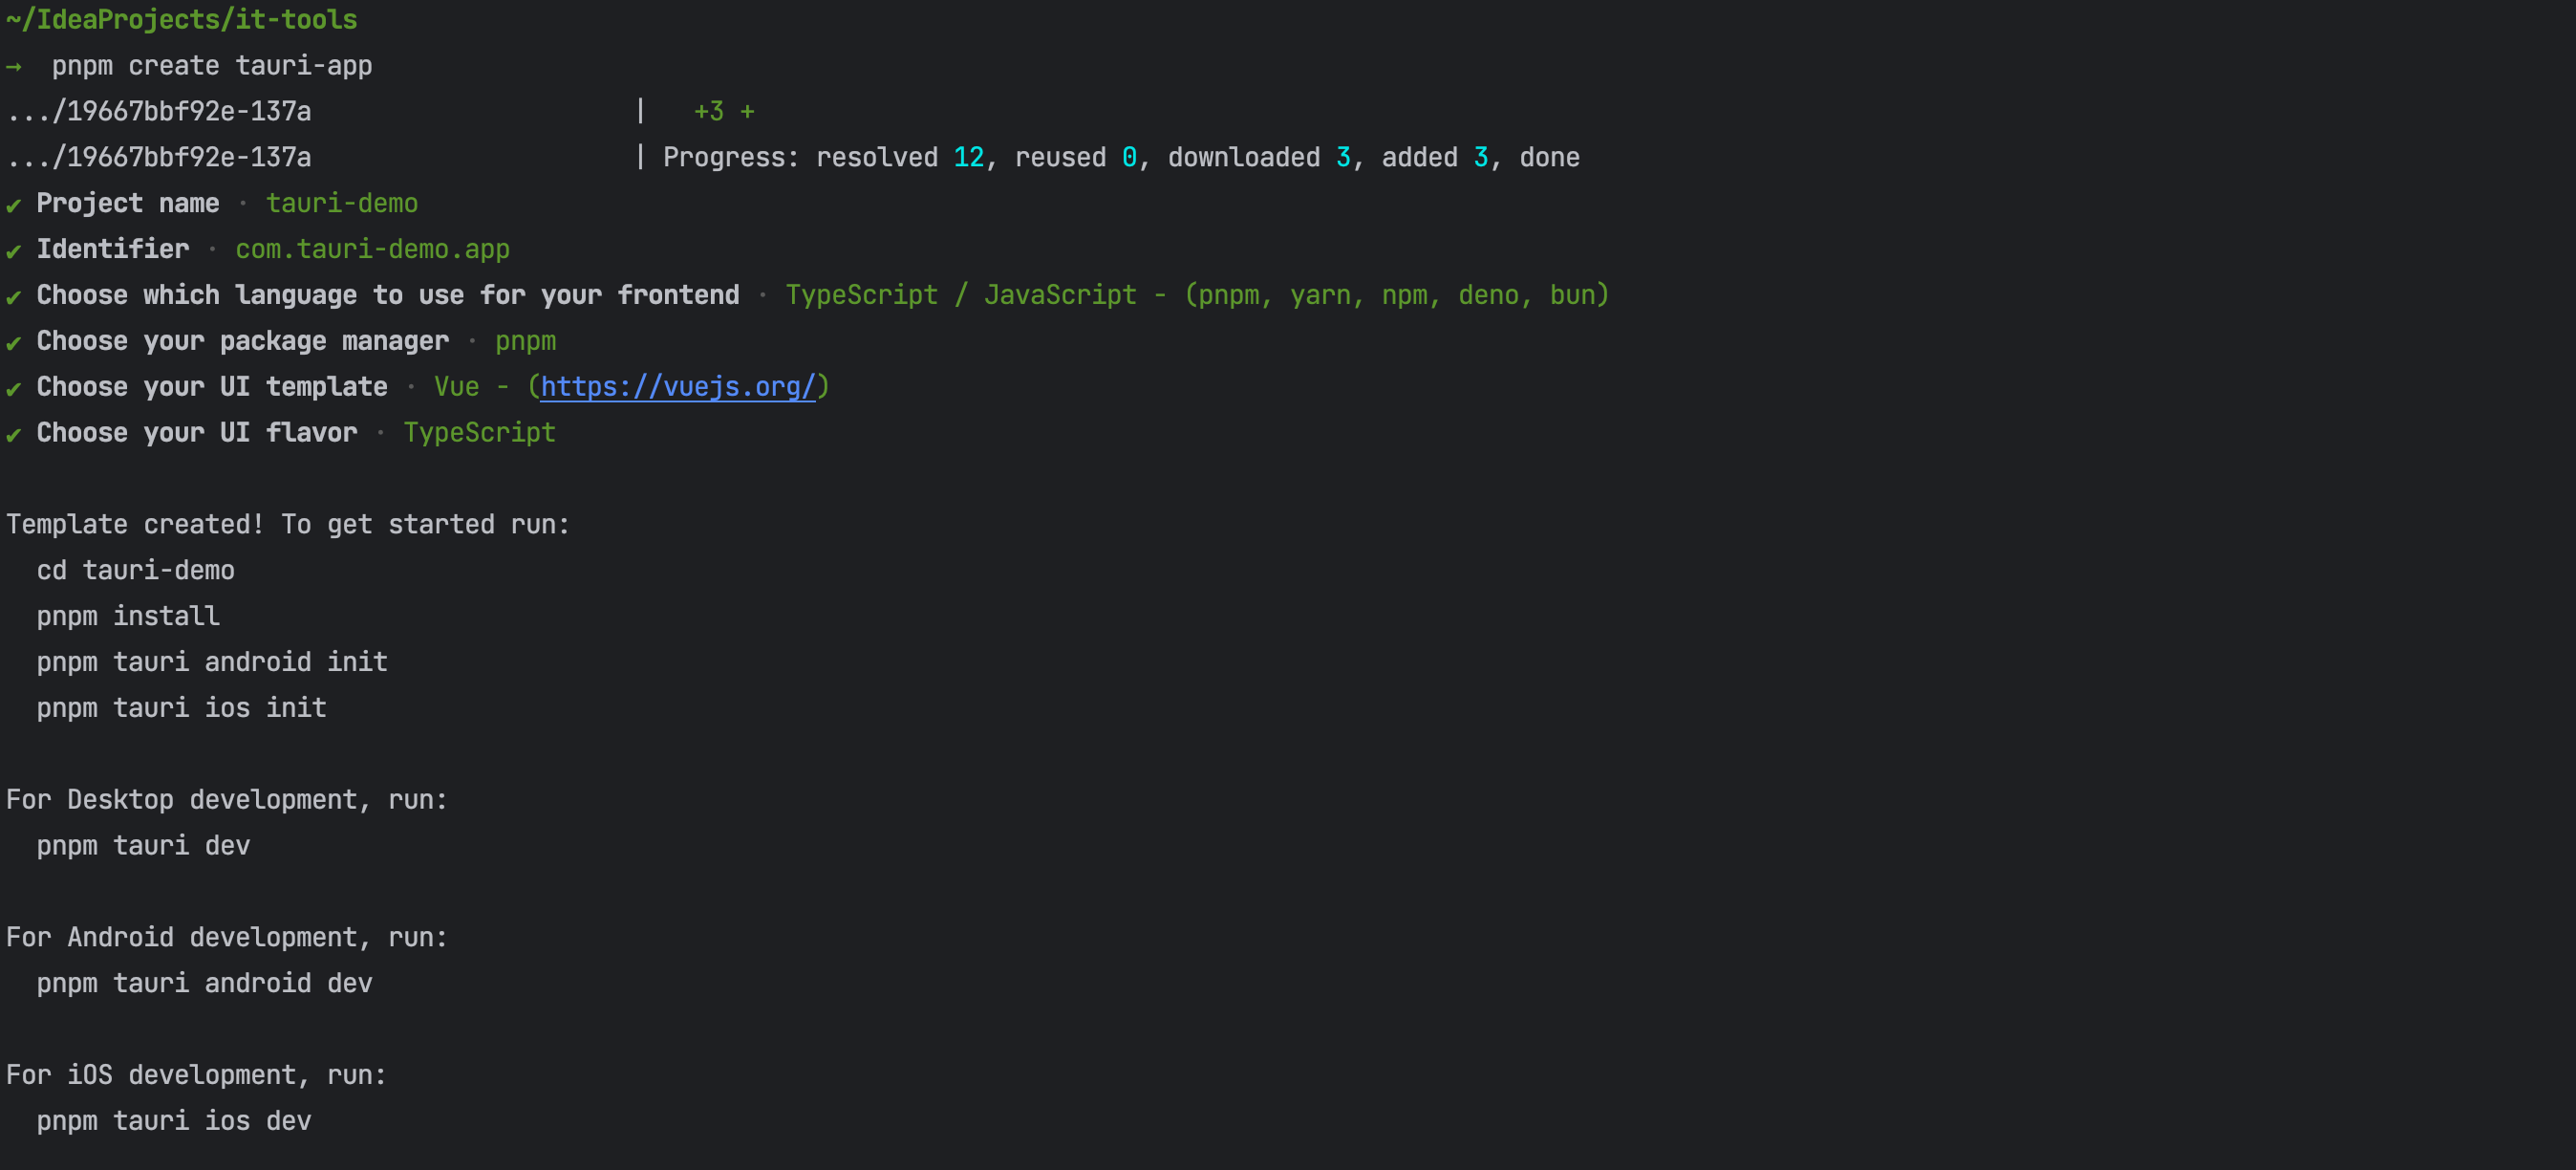 ~/IdeaProjects/it-tools
→ pnpm create tauri-app
.../19667bbf92e-137a | +3 +
.../19667bbf92e-137a | Progress: resolved 12, reused 0, downloaded 3, added 3, done
✔ Project name · tauri-demo
✔ Identifier · com.tauri-demo.app
✔ Choose which language to use for your frontend · TypeScript / JavaScript - (pnpm, yarn, npm, deno, bun)
✔ Choose your package manager · pnpm
✔ Choose your UI template · Vue - (https://vuejs.org/)
✔ Choose your UI flavor · TypeScript
Template created! To get started run:
cd tauri-demo
pnpm install
pnpm tauri android init
pnpm tauri ios init
For Desktop development, run:
pnpm tauri dev
For Android development, run:
pnpm tauri android dev
For iOS development, run:
pnpm tauri ios dev